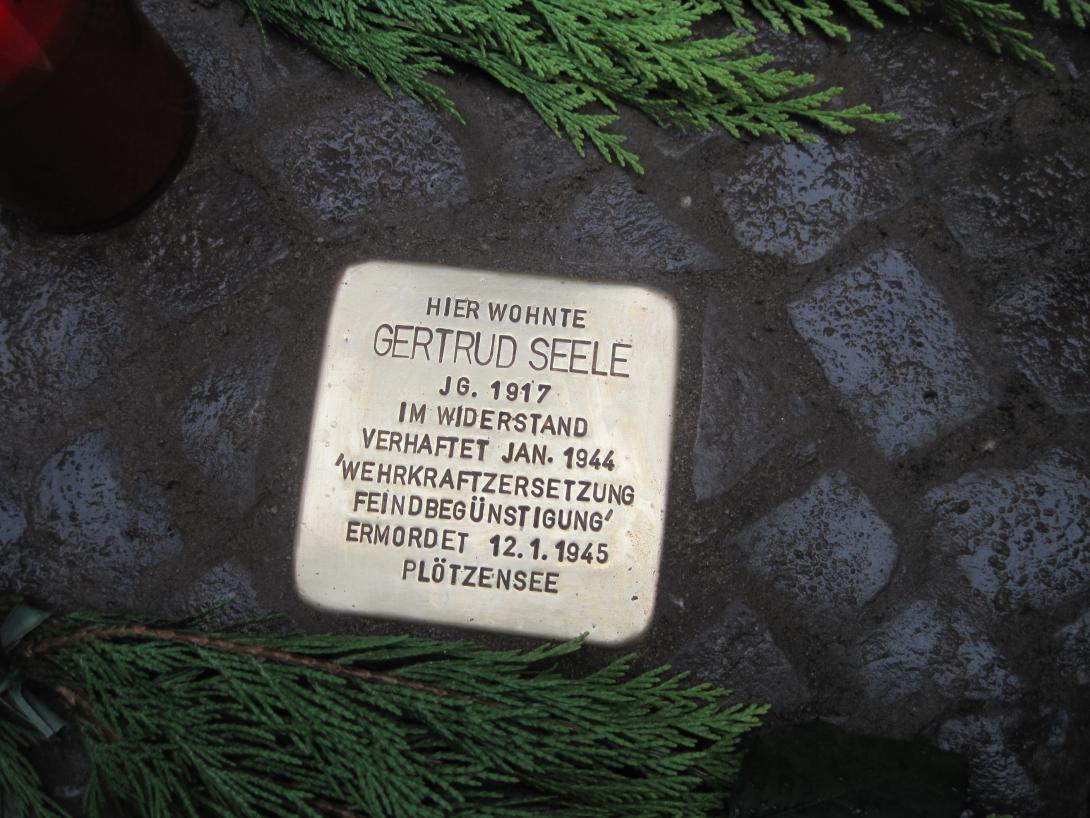 HIER WOHNTE
GERTRUD SEELE
JG. 1917
IM WIDERSTAND
VERHAFTET JAN. 1944
'WEHRKRAFTZERSETZUNG
FEINDBEGÜNSTIGUNG'
ERMORDET 12.1.1945
PLÖTZENSEE